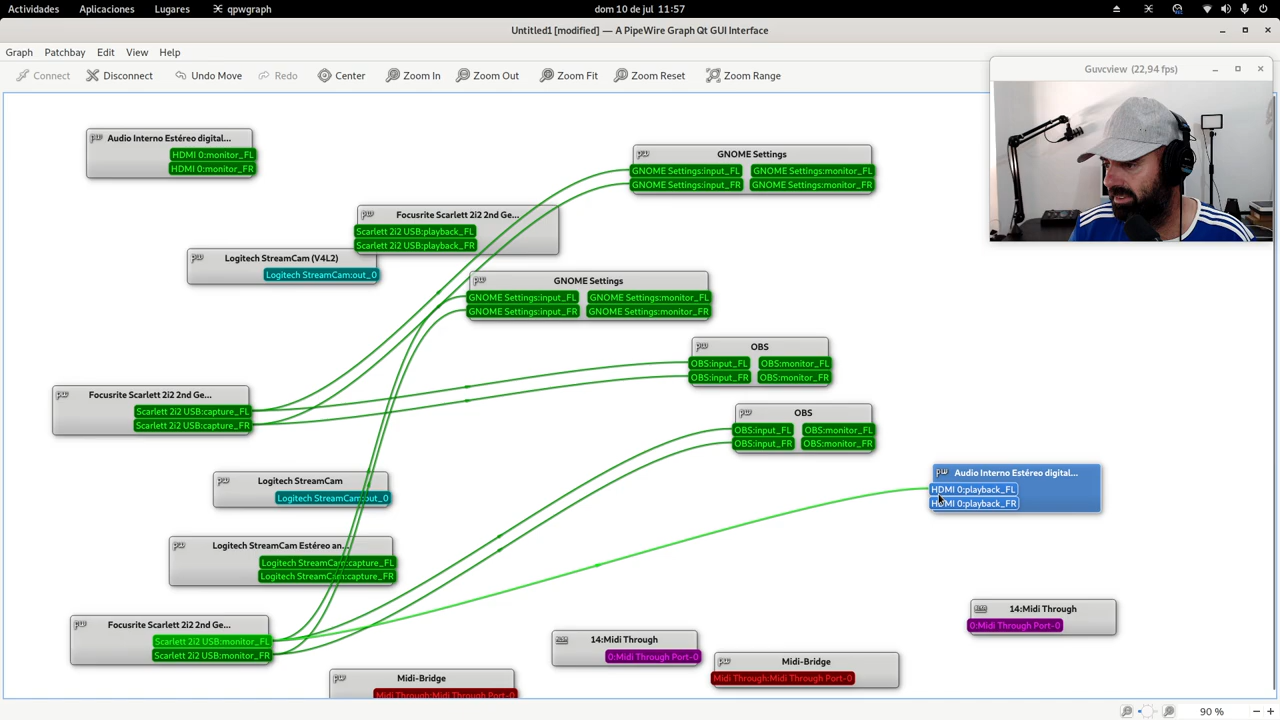 Actividades Aplicaciones Lugares qpwgraph dom 10 de jul 11:57
Untitled1 [modified] — A PipeWire Graph Qt GUI Interface
Graph Patchbay Edit View Help
Connect Disconnect Undo Move Redo Center Zoom In Zoom Out Zoom Fit Zoom Reset Zoom Range
Guvcview (22,94 fps)
Audio Interno Estéreo digital...
HDMI 0:monitor_FL
HDMI 0:monitor_FR
GNOME Settings
GNOME Settings:input_FL GNOME Settings:monitor_FL
GNOME Settings:input_FR GNOME Settings:monitor_FR
Focusrite Scarlett 2i2 2nd Ge...
Scarlett 2i2 USB:playback_FL
Scarlett 2i2 USB:playback_FR
Logitech StreamCam (V4L2)
Logitech StreamCam:out_0
GNOME Settings
GNOME Settings:input_FL GNOME Settings:monitor_FL
GNOME Settings:input_FR GNOME Settings:monitor_FR
OBS
OBS:input_FL OBS:monitor_FL
OBS:input_FR OBS:monitor_FR
Focusrite Scarlett 2i2 2nd Ge...
Scarlett 2i2 USB:capture_FL
Scarlett 2i2 USB:capture_FR
OBS
OBS:input_FL OBS:monitor_FL
OBS:input_FR OBS:monitor_FR
Audio Interno Estéreo digital...
HDMI 0:playback_FL
HDMI 0:playback_FR
Logitech StreamCam
Logitech StreamCam:out_0
Logitech StreamCam Estéreo an...
Logitech StreamCam:capture_FL
Logitech StreamCam:capture_FR
14:Midi Through
0:Midi Through Port-0
Focusrite Scarlett 2i2 2nd Ge...
Scarlett 2i2 USB:monitor_FL
Scarlett 2i2 USB:monitor_FR
14:Midi Through
0:Midi Through Port-0
Midi-Bridge
Midi Through:Midi Through Port-0
Midi-Bridge
Midi Through:Midi Through Port-0
90 %